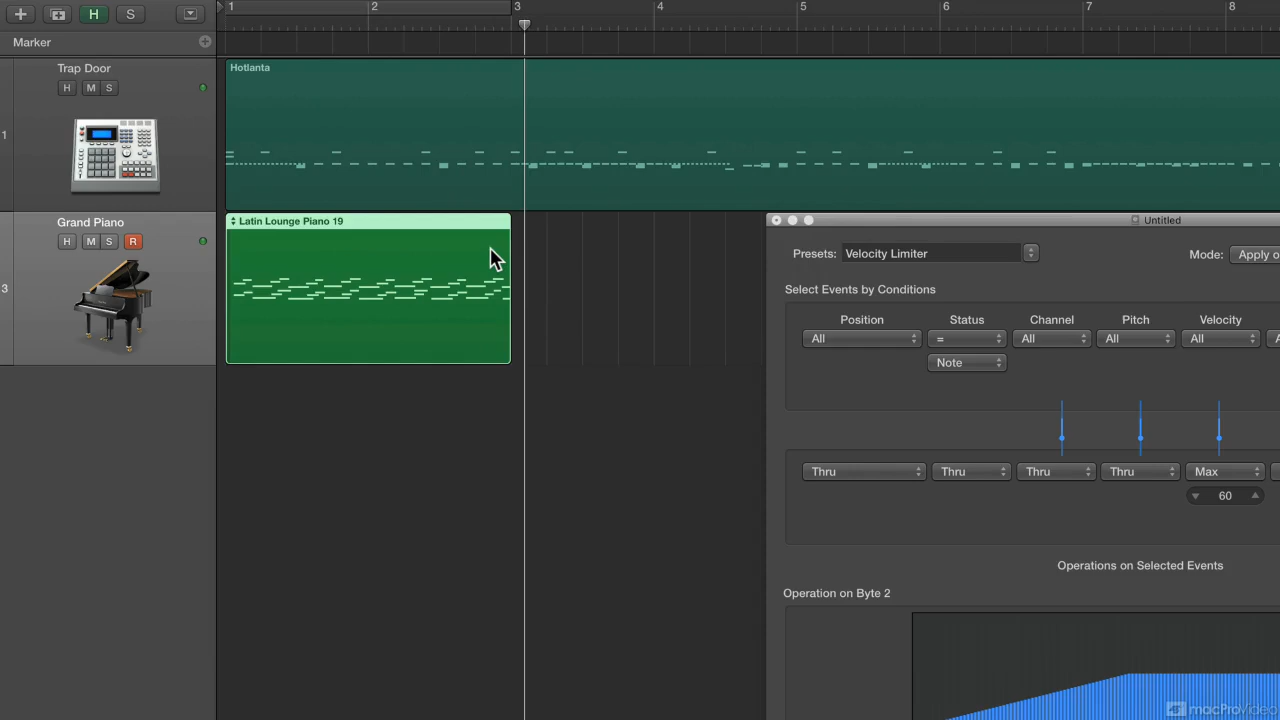 1 2 3 4 5 6 7 8
H S
Marker
Trap Door
H M S
Hotlanta
1
Grand Piano
H M S R
Latin Lounge Piano 19
3
Untitled
Presets: Velocity Limiter
Mode: Apply o
Select Events by Conditions
Position Status Channel Pitch Velocity
All = All All All A
Note
Thru Thru Thru Thru Max
60
Operations on Selected Events
Operation on Byte 2
macProVideo